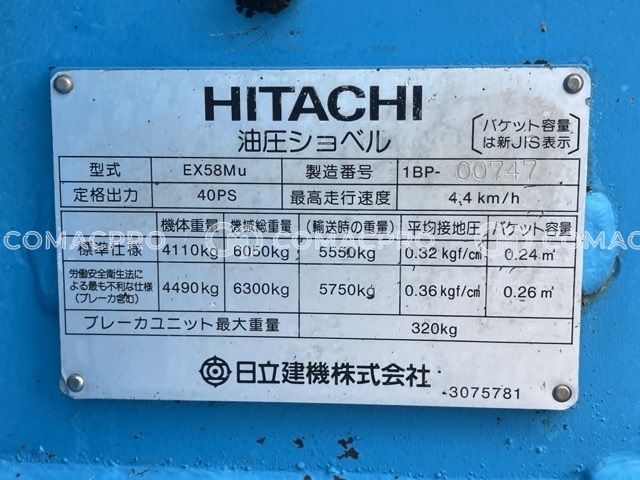 HITACHI
油圧ショベル
バケット容量
は新JIS表示
型式 EX58Mu 製造番号 1BP-00747
定格出力 40PS 最高走行速度 4,4 km/h
機体重量 機械総重量 (輸送時の重量) 平均接地圧 バケット容量
標準仕様 4110kg 6050kg 5550kg 0.32 kgf/c㎡ 0.24㎥
労働安全衛生法に
よる最も不利な仕様
(ブレーカ含む)
4490kg 6300kg 5750kg 0.36 kgf/c㎡ 0.26㎥
ブレーカユニット最大重量 320kg
日立建機株式会社
3075781
COMACPRO COMACPRO COMACPRO